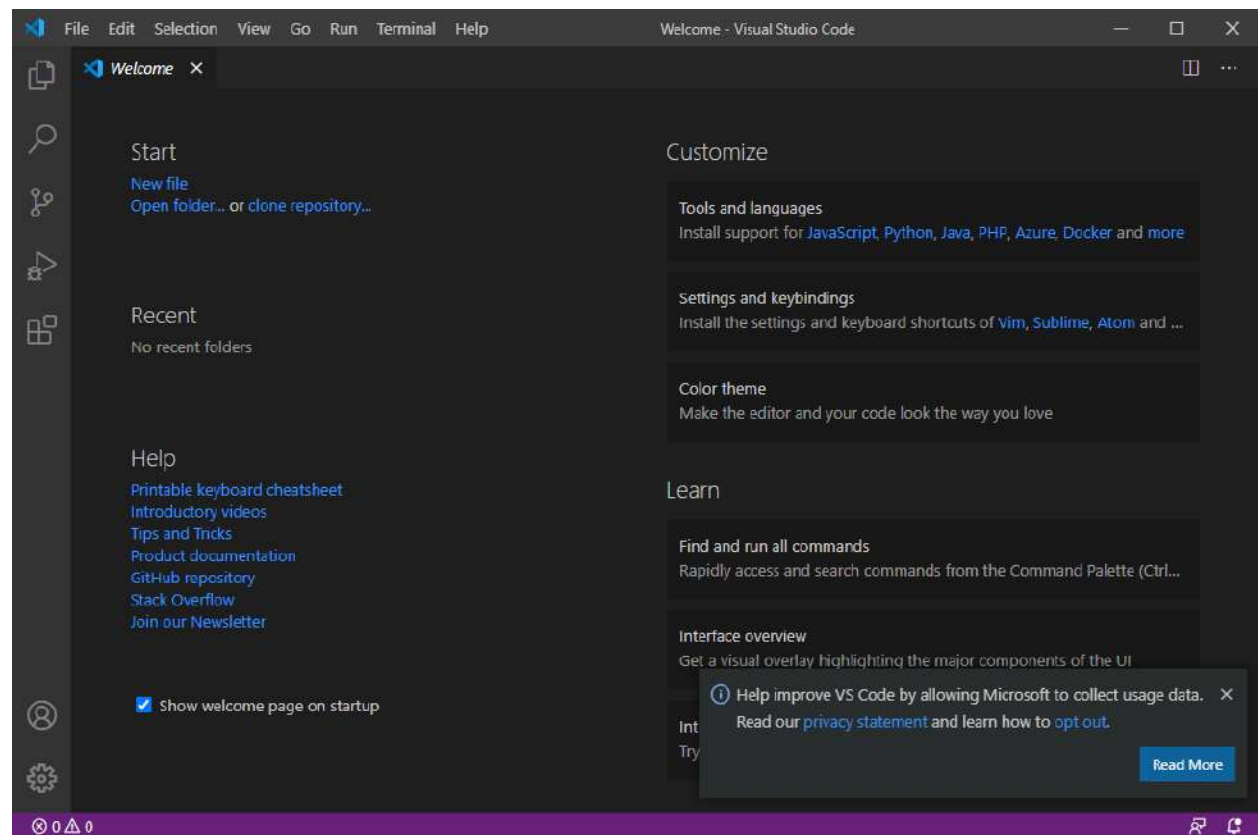 File Edit Selection View Go Run Terminal Help
Welcome - Visual Studio Code
Welcome
Start
New file
Open folder... or clone repository...
Recent
No recent folders
Help
Printable keyboard cheatsheet
Introductory videos
Tips and Tricks
Product documentation
GitHub repository
Stack Overflow
Join our Newsletter
Show welcome page on startup
Customize
Tools and languages
Install support for JavaScript, Python, Java, PHP, Azure, Docker and more
Settings and keybindings
Install the settings and keyboard shortcuts of Vim, Sublime, Atom and ...
Color theme
Make the editor and your code look the way you love
Learn
Find and run all commands
Rapidly access and search commands from the Command Palette (Ctrl...
Interface overview
Get a visual overlay highlighting the major components of the UI
Int
Try
Help improve VS Code by allowing Microsoft to collect usage data.
Read our privacy statement and learn how to opt out.
Read More
0 0